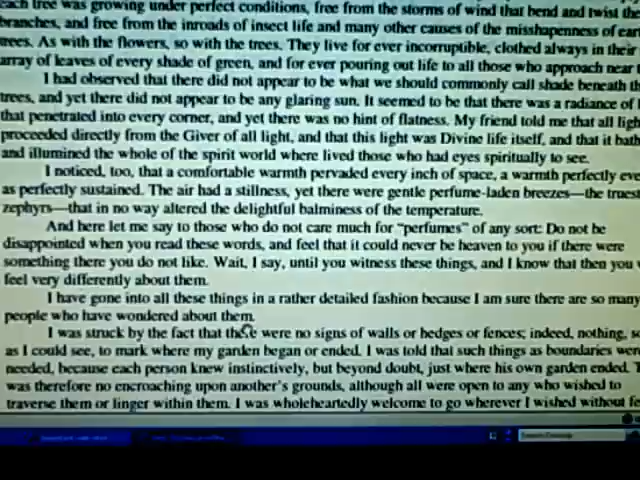 each tree was growing under perfect conditions, free from the storms of wind that bend and twist the
branches, and free from the inroads of insect life and many other causes of the misshapenness of
trees. As with the flowers, so with the trees. They live for ever incorruptible, clothed always in their
array of leaves of every shade of green, and for ever pouring out life to all those who approach near
I had observed that there did not appear to be what we should commonly call shade beneath
trees, and yet there did not appear to be any glaring sun. It seemed to be that there was a radiance of
that penetrated into every corner, and yet there was no hint of flatness. My friend told me that all
proceeded directly from the Giver of all light, and that this light was Divine life itself, and that it
and illumined the whole of the spirit world where lived those who had eyes spiritually to see.
I noticed, too, that a comfortable warmth pervaded every inch of space, a warmth perfectly
as perfectly sustained. The air had a stillness, yet there were gentle perfume-laden breezes—the
zephyrs—that in no way altered the delightful balminess of the temperature.
And here let me say to those who do not care much for "perfumes" of any sort: Do not be
disappointed when you read these words, and feel that it could never be heaven to you if there were
something there you do not like. Wait, I say, until you witness these things, and I know that then you
feel very differently about them.
I have gone into all these things in a rather detailed fashion because I am sure there are so many
people who have wondered about them.
I was struck by the fact that there were no signs of walls or hedges or fences; indeed, nothing,
as I could see, to mark where my garden began or ended. I was told that such things as boundaries
needed, because each person knew instinctively, but beyond doubt, just where his own garden ended.
was therefore no encroaching upon another's grounds, although all were open to any who wished to
traverse them or linger within them. I was wholeheartedly welcome to go wherever I wished without